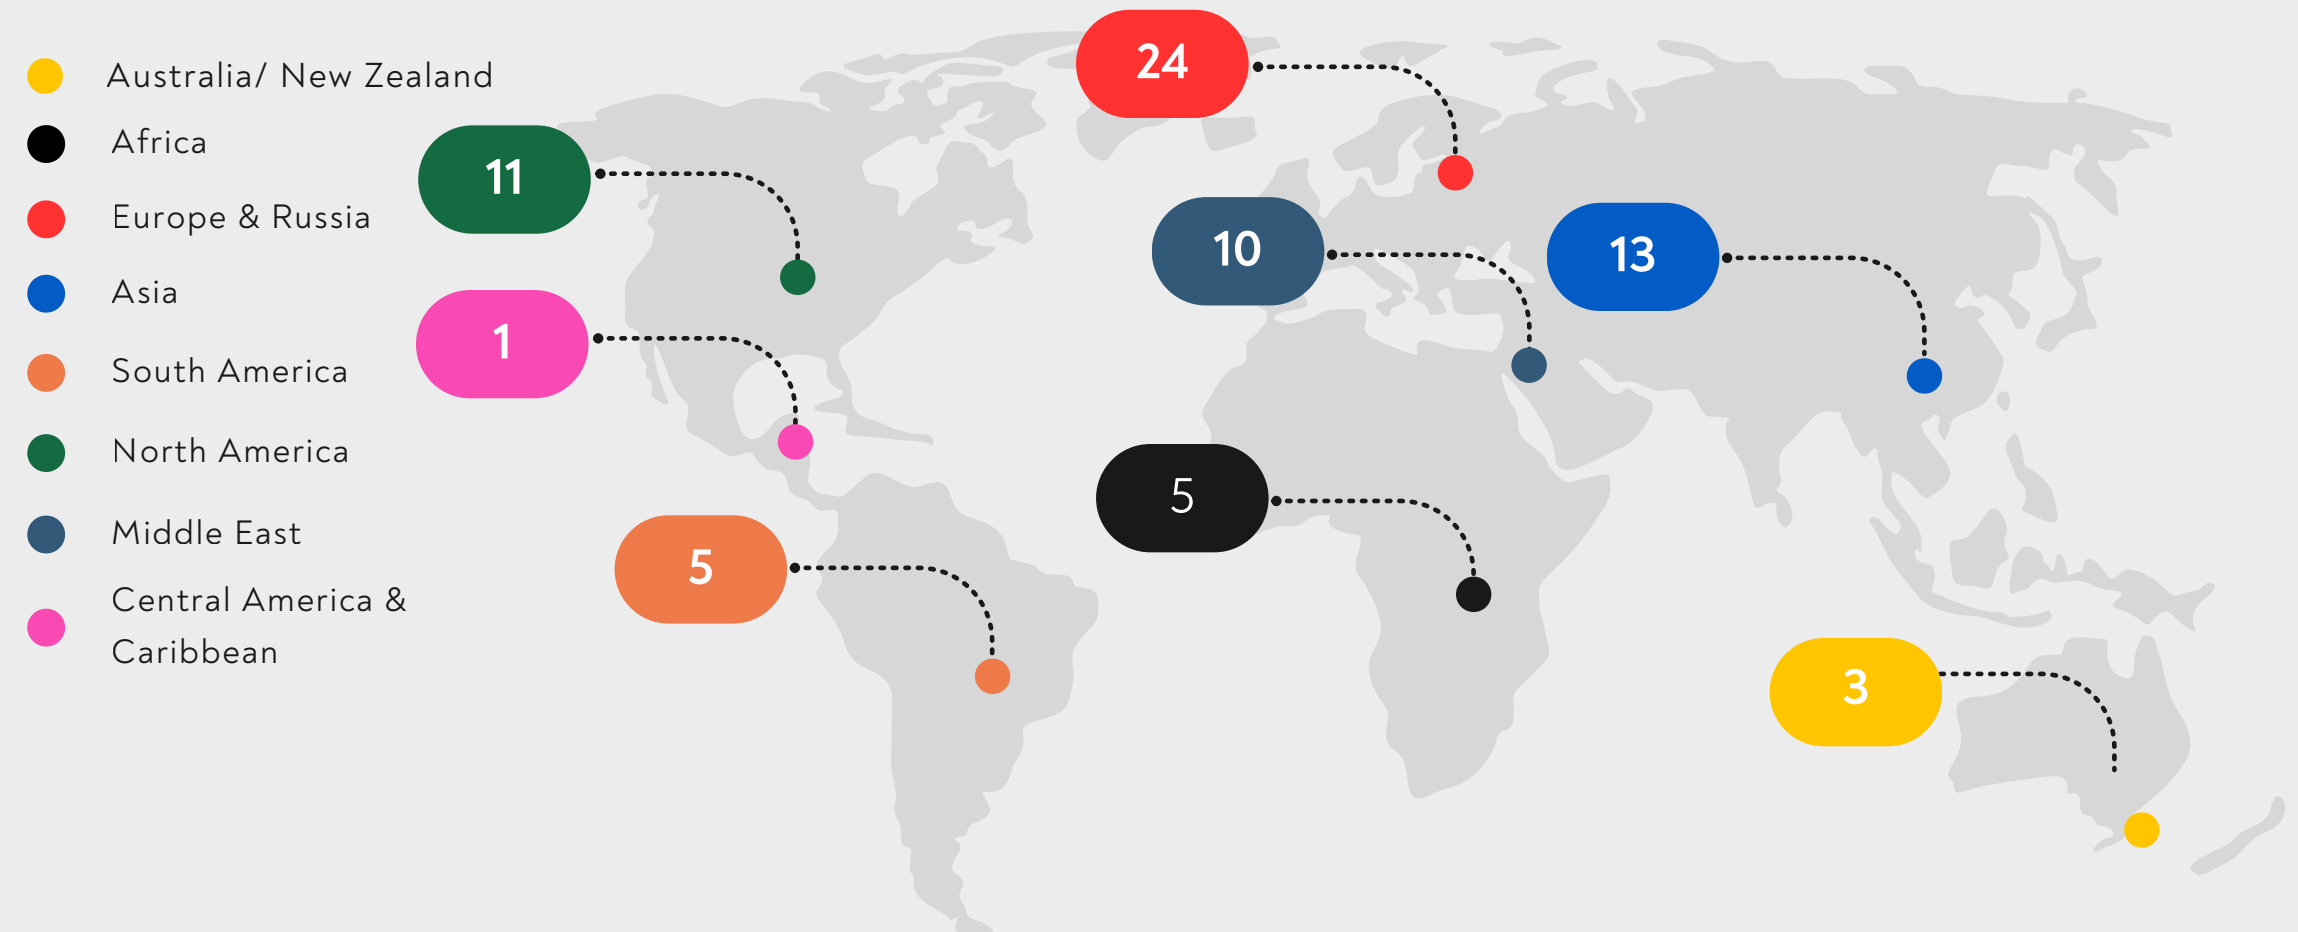 Australia/ New Zealand
Africa
Europe & Russia
Asia
South America
North America
Middle East
Central America &
Caribbean
24
11
10
13
1
5
5
3